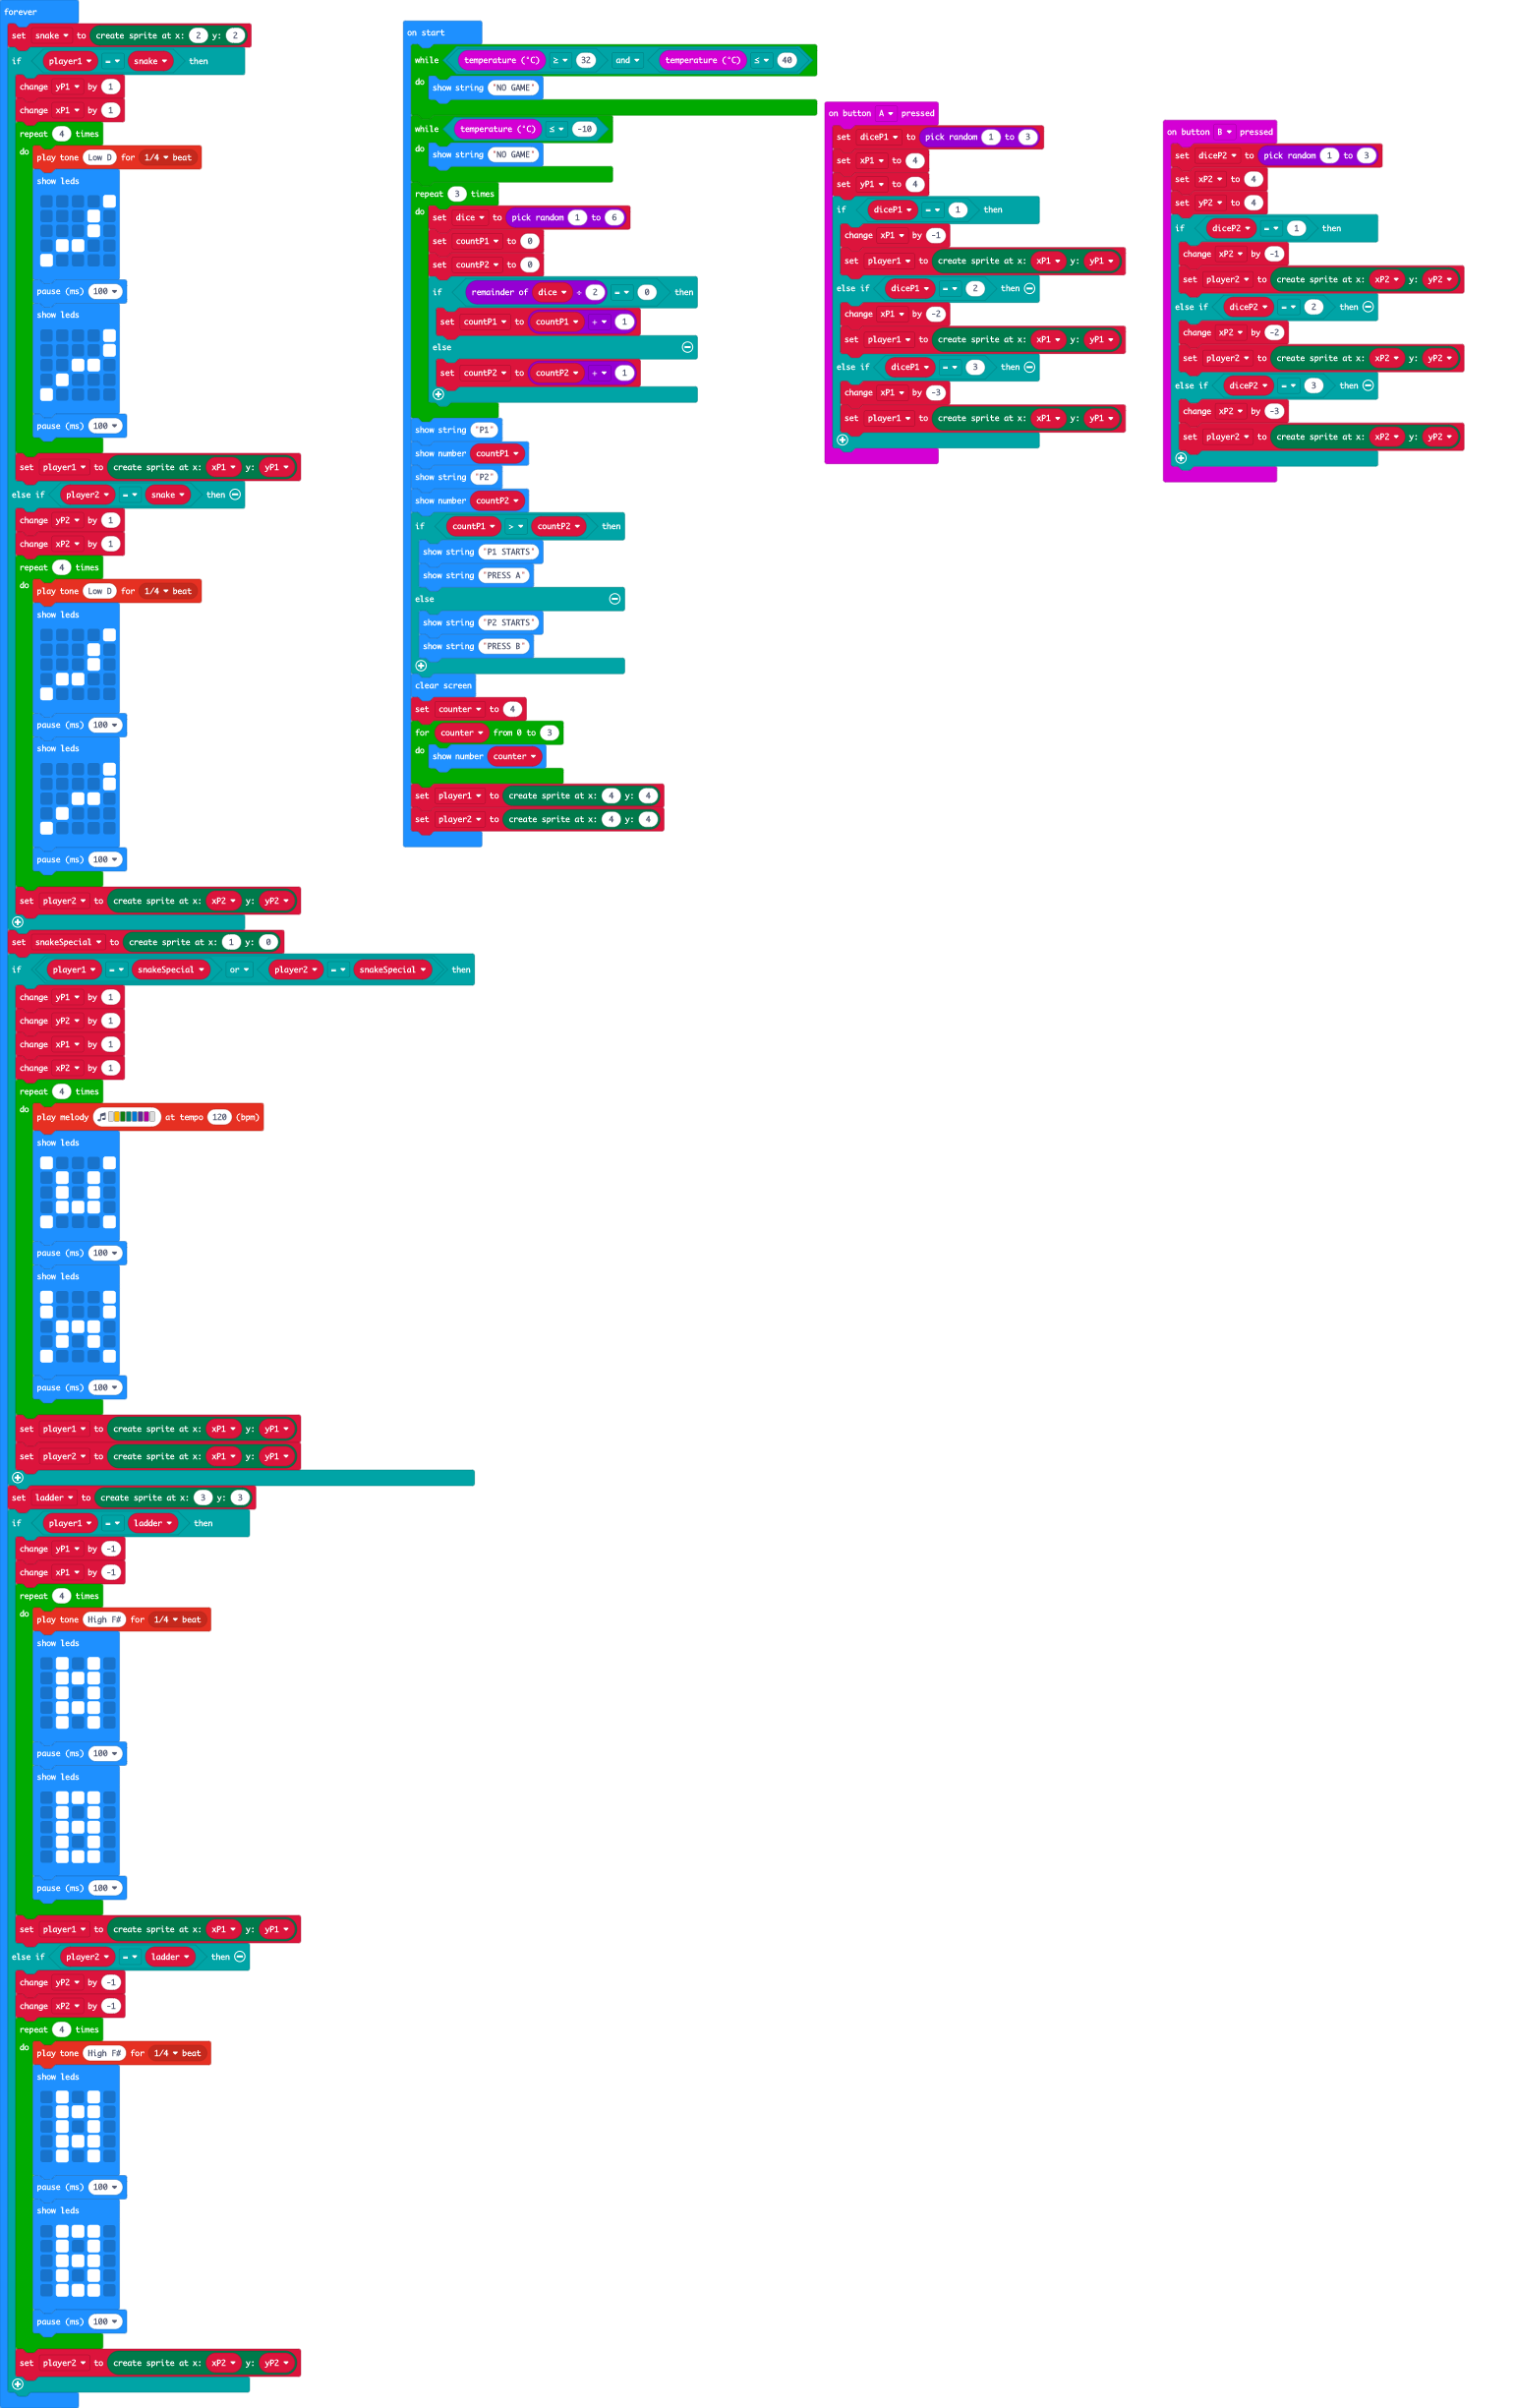 forever
set snake to create sprite at x: 2 y: 2
if player1 = snake then
change yP1 by 1
change xP1 by 1
repeat 4 times
do play tone Low D for 1/4 beat
show leds
pause (ms) 100
show leds
pause (ms) 100
set player1 to create sprite at x: xP1 y: yP1
else if player2 = snake then
change yP2 by 1
change xP2 by 1
repeat 4 times
do play tone Low D for 1/4 beat
show leds
pause (ms) 100
show leds
pause (ms) 100
set player2 to create sprite at x: xP2 y: yP2
set snakeSpecial to create sprite at x: 1 y: 0
if player1 = snakeSpecial or player2 = snakeSpecial then
change yP1 by 1
change yP2 by 1
change xP1 by 1
change xP2 by 1
repeat 4 times
do play melody at tempo 120 (bpm)
show leds
pause (ms) 100
show leds
pause (ms) 100
set player1 to create sprite at x: xP1 y: yP1
set player2 to create sprite at x: xP1 y: yP1
set ladder to create sprite at x: 3 y: 3
if player1 = ladder then
change yP1 by -1
change xP1 by -1
repeat 4 times
do play tone High F# for 1/4 beat
show leds
pause (ms) 100
show leds
pause (ms) 100
set player1 to create sprite at x: xP1 y: yP1
else if player2 = ladder then
change yP2 by -1
change xP2 by -1
repeat 4 times
do play tone High F# for 1/4 beat
show leds
pause (ms) 100
show leds
pause (ms) 100
set player2 to create sprite at x: xP2 y: yP2
on start
while temperature (°C) ≥ 32 and temperature (°C) ≤ 40
do show string "NO GAME"
while temperature (°C) ≤ -10
do show string "NO GAME"
repeat 3 times
do set dice to pick random 1 to 6
set countP1 to 0
set countP2 to 0
if remainder of dice ÷ 2 = 0 then
set countP1 to countP1 + 1
else
set countP2 to countP2 + 1
show string "P1"
show number countP1
show string "P2"
show number countP2
if countP1 > countP2 then
show string "P1 STARTS"
show string "PRESS A"
else
show string "P2 STARTS"
show string "PRESS B"
clear screen
set counter to 4
for counter from 0 to 3
do show number counter
set player1 to create sprite at x: 4 y: 4
set player2 to create sprite at x: 4 y: 4
on button A pressed
set diceP1 to pick random 1 to 3
set xP1 to 4
set yP1 to 4
if diceP1 = 1 then
change xP1 by -1
set player1 to create sprite at x: xP1 y: yP1
else if diceP1 = 2 then
change xP1 by -2
set player1 to create sprite at x: xP1 y: yP1
else if diceP1 = 3 then
change xP1 by -3
set player1 to create sprite at x: xP1 y: yP1
on button B pressed
set diceP2 to pick random 1 to 3
set xP2 to 4
set yP2 to 4
if diceP2 = 1 then
change xP2 by -1
set player2 to create sprite at x: xP2 y: yP2
else if diceP2 = 2 then
change xP2 by -2
set player2 to create sprite at x: xP2 y: yP2
else if diceP2 = 3 then
change xP2 by -3
set player2 to create sprite at x: xP2 y: yP2